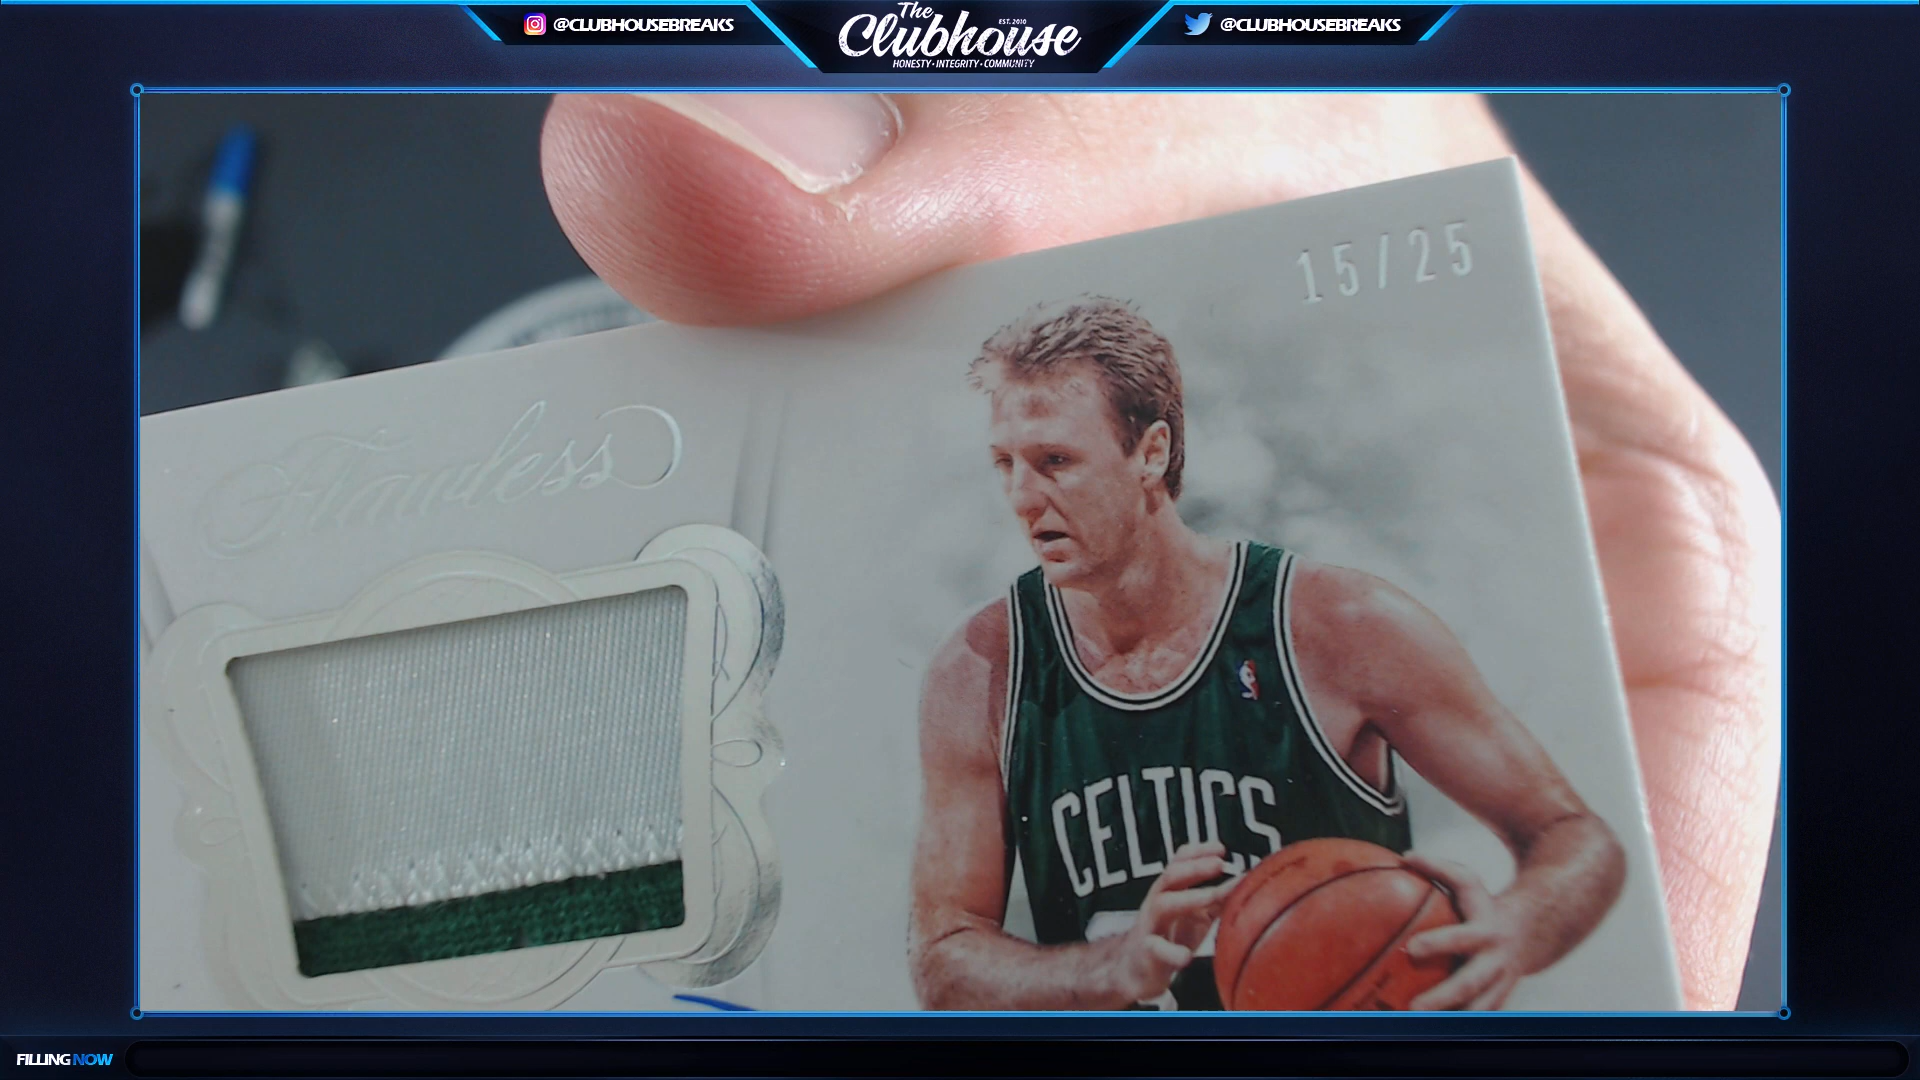 @CLUBHOUSEBREAKS
The
Clubhouse
EST. 2010
HONESTY • INTEGRITY • COMMUNITY
@CLUBHOUSEBREAKS
15/25
Flawless
CELTICS
FILLING NOW